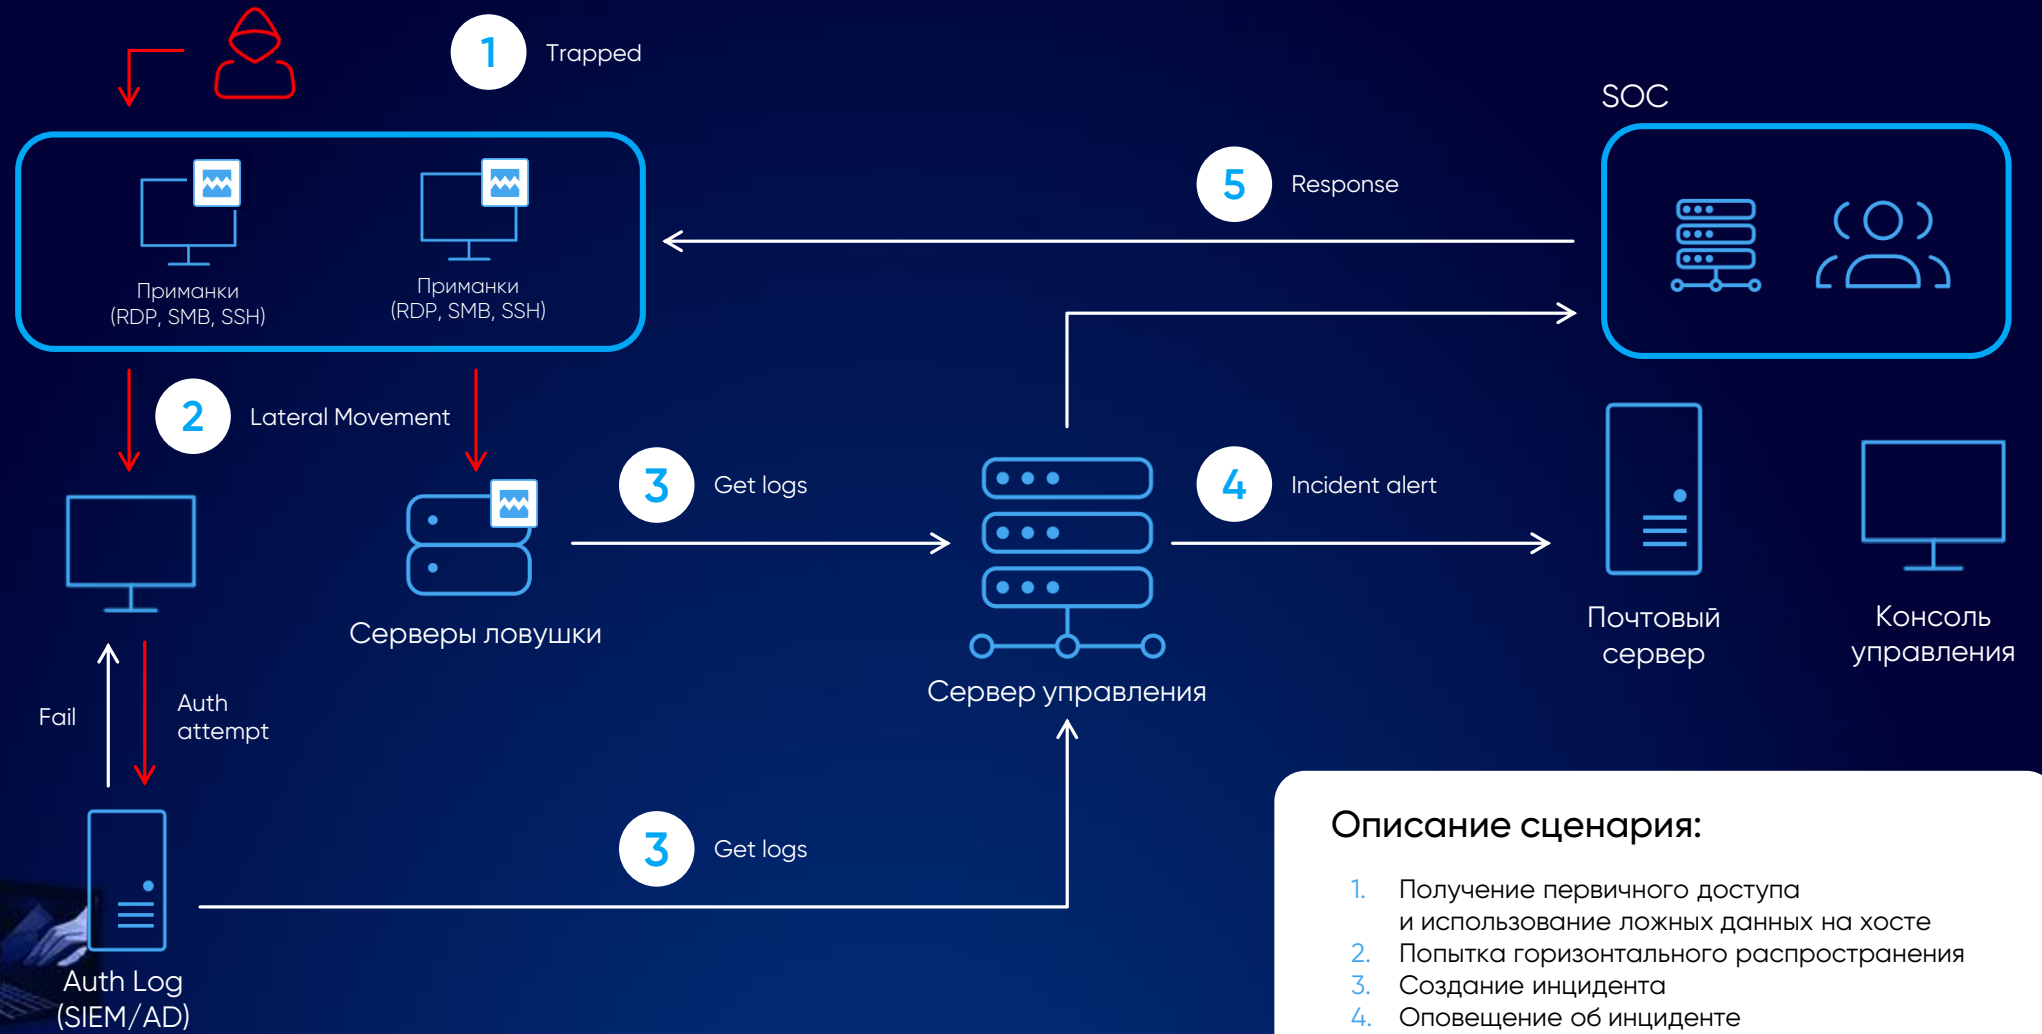 1
Trapped
SOC
5
Response
Приманки
(RDP, SMB, SSH)
Приманки
(RDP, SMB, SSH)
2
Lateral Movement
3
Get logs
4
Incident alert
Серверы ловушки
Сервер управления
Почтовый
сервер
Консоль
управления
Fail
Auth
attempt
3
Get logs
Auth Log
(SIEM/AD)
Описание сценария:
1. Получение первичного доступа
и использование ложных данных на хосте
2. Попытка горизонтального распространения
3. Создание инцидента
4. Оповещение об инциденте